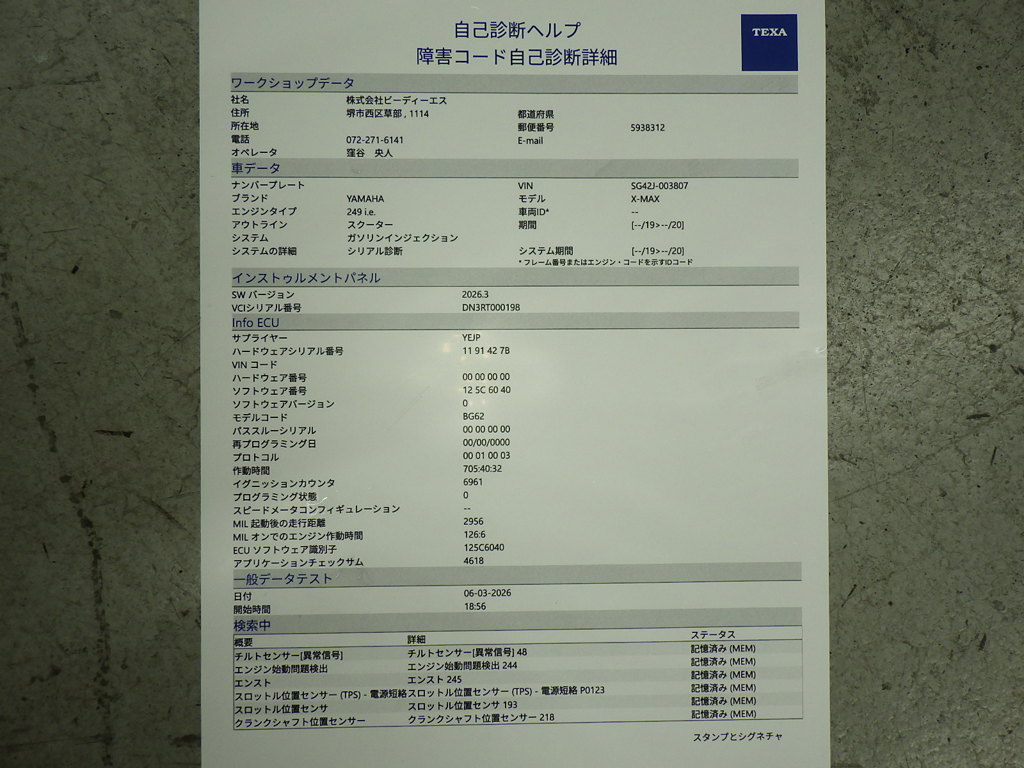 自己診断ヘルプ
TEXA
障害コード自己診断詳細
ワークショップデータ
社名 株式会社ビーディーエス
住所 堺市西区草部 , 1114 都道府県
所在地 郵便番号 5938312
電話 072-271-6141 E-mail
オペレータ 窪谷 央人
車データ
ナンバープレート VIN SG42J-003807
ブランド YAMAHA モデル X-MAX
エンジンタイプ 249 i.e. 車両ID* --
アウトライン スクーター 期間 [--/19>--/20]
システム ガソリンインジェクション
システムの詳細 シリアル診断 システム期間 [--/19>--/20]
* フレーム番号またはエンジン・コードを示すIDコード
インストゥルメントパネル
SW バージョン 2026.3
VCIシリアル番号 DN3RT000198
Info ECU
サプライヤー YEJP
ハードウェアシリアル番号 11 91 42 7B
VIN コード
ハードウェア番号 00 00 00 00
ソフトウェア番号 12 5C 60 40
ソフトウェアバージョン 0
モデルコード BG62
パススルーシリアル 00 00 00 00
再プログラミング日 00/00/0000
プロトコル 00 01 00 03
作動時間 705:40:32
イグニッションカウンタ 6961
プログラミング状態 0
スピードメータコンフィギュレーション --
MIL 起動後の走行距離 2956
MIL オンでのエンジン作動時間 126:6
ECU ソフトウェア識別子 125C6040
アプリケーションチェックサム 4618
一般データテスト
日付 06-03-2026
開始時間 18:56
検索中
概要 詳細 ステータス
チルトセンサー[異常信号] チルトセンサー[異常信号] 48 記憶済み (MEM)
エンジン始動問題検出 エンジン始動問題検出 244 記憶済み (MEM)
エンスト エンスト 245 記憶済み (MEM)
スロットル位置センサー (TPS) - 電源短絡 スロットル位置センサー (TPS) - 電源短絡 P0123 記憶済み (MEM)
スロットル位置センサ スロットル位置センサ 193 記憶済み (MEM)
クランクシャフト位置センサー クランクシャフト位置センサー 218 記憶済み (MEM)
スタンプとシグネチャ